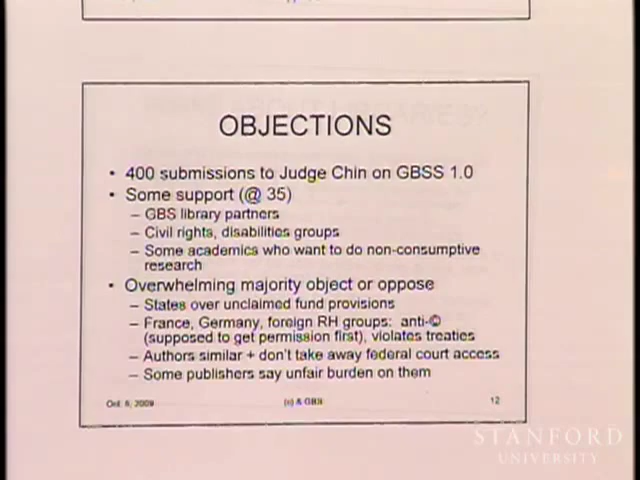 OBJECTIONS
• 400 submissions to Judge Chin on GBSS 1.0
• Some support (@ 35)
– GBS library partners
– Civil rights, disabilities groups
– Some academics who want to do non-consumptive
research
• Overwhelming majority object or oppose
– States over unclaimed fund provisions
– France, Germany, foreign RH groups: anti-©
(supposed to get permission first), violates treaties
– Authors similar + don't take away federal court access
– Some publishers say unfair burden on them
2009
12
STANFORD
UNIVERSITY